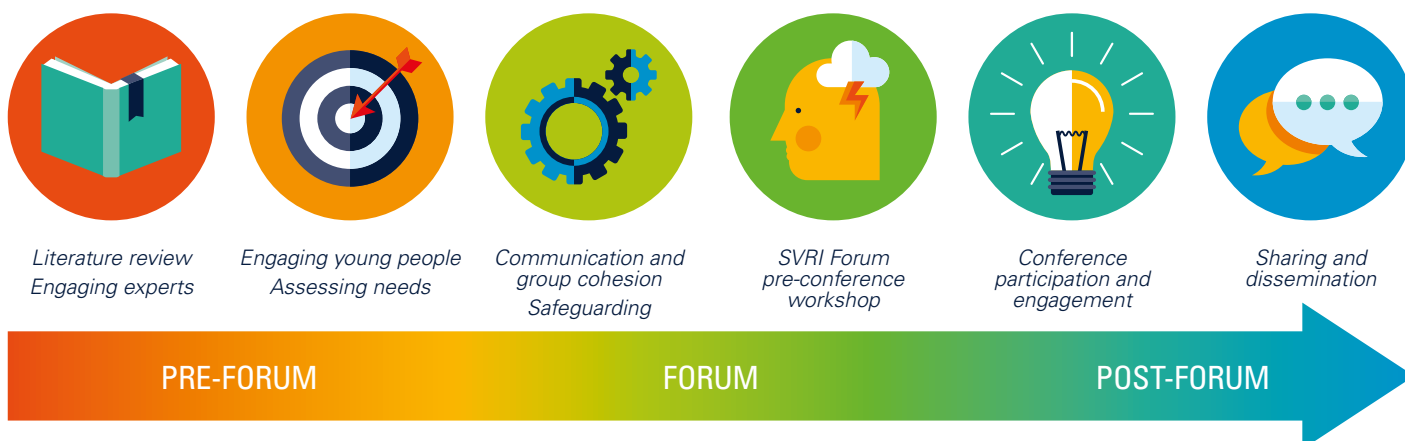 Literature review
Engaging experts
Engaging young people
Assessing needs
Communication and
group cohesion
Safeguarding
SVRI Forum
pre-conference
workshop
Conference
participation and
engagement
Sharing and
dissemination
PRE-FORUM
FORUM
POST-FORUM